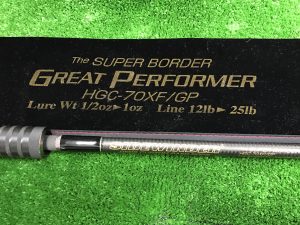 The SUPER BORDER
GREAT PERFORMER
HGC-70XF/GP
Lure Wt 1/2oz▸1oz Line 12lb▸25lb